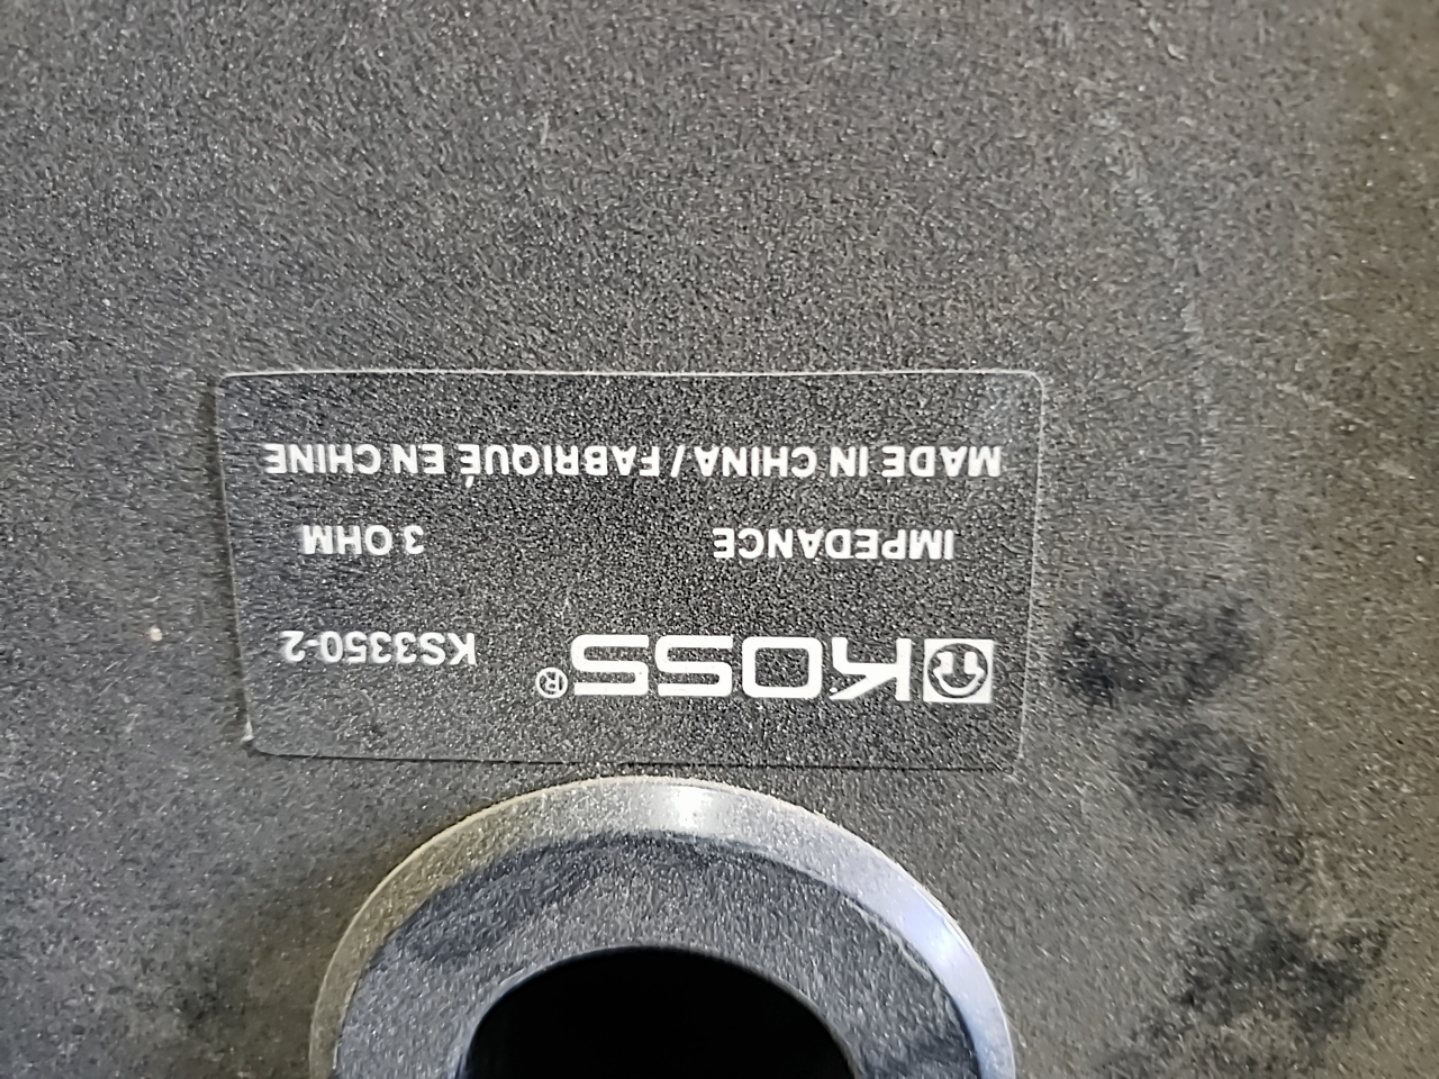 KOSS® KS3350-2
IMPEDANCE 3 OHM
MADE IN CHINA / FABRIQUÉ EN CHINE